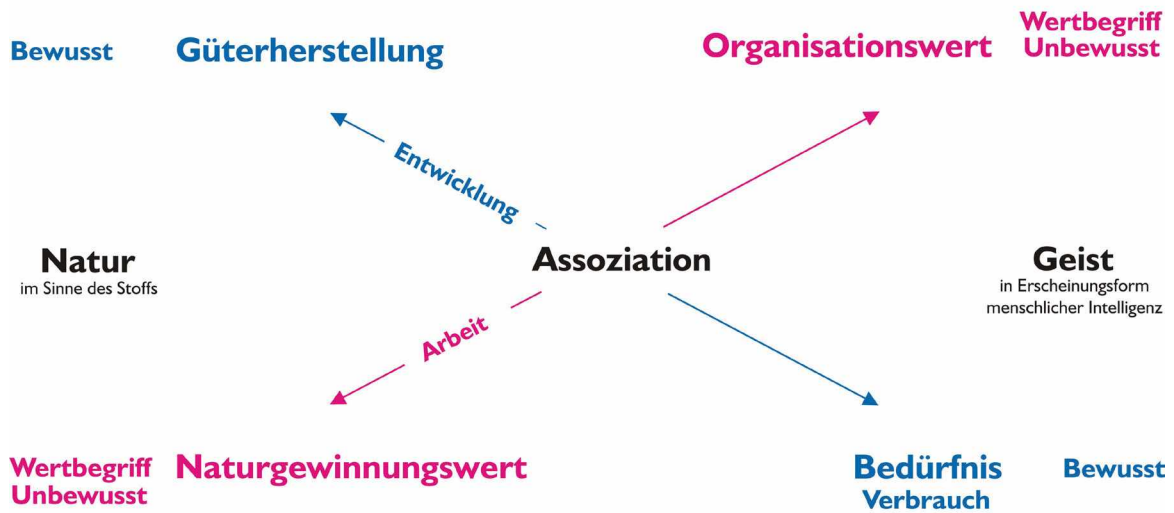 Bewusst
Güterherstellung
Organisationswert
Wertbegriff
Unbewusst
Entwicklung
Natur
im Sinne des Stoffs
Assoziation
Geist
in Erscheinungsform
menschlicher Intelligenz
Arbeit
Wertbegriff
Unbewusst
Naturgewinnungswert
Bedürfnis
Verbrauch
Bewusst